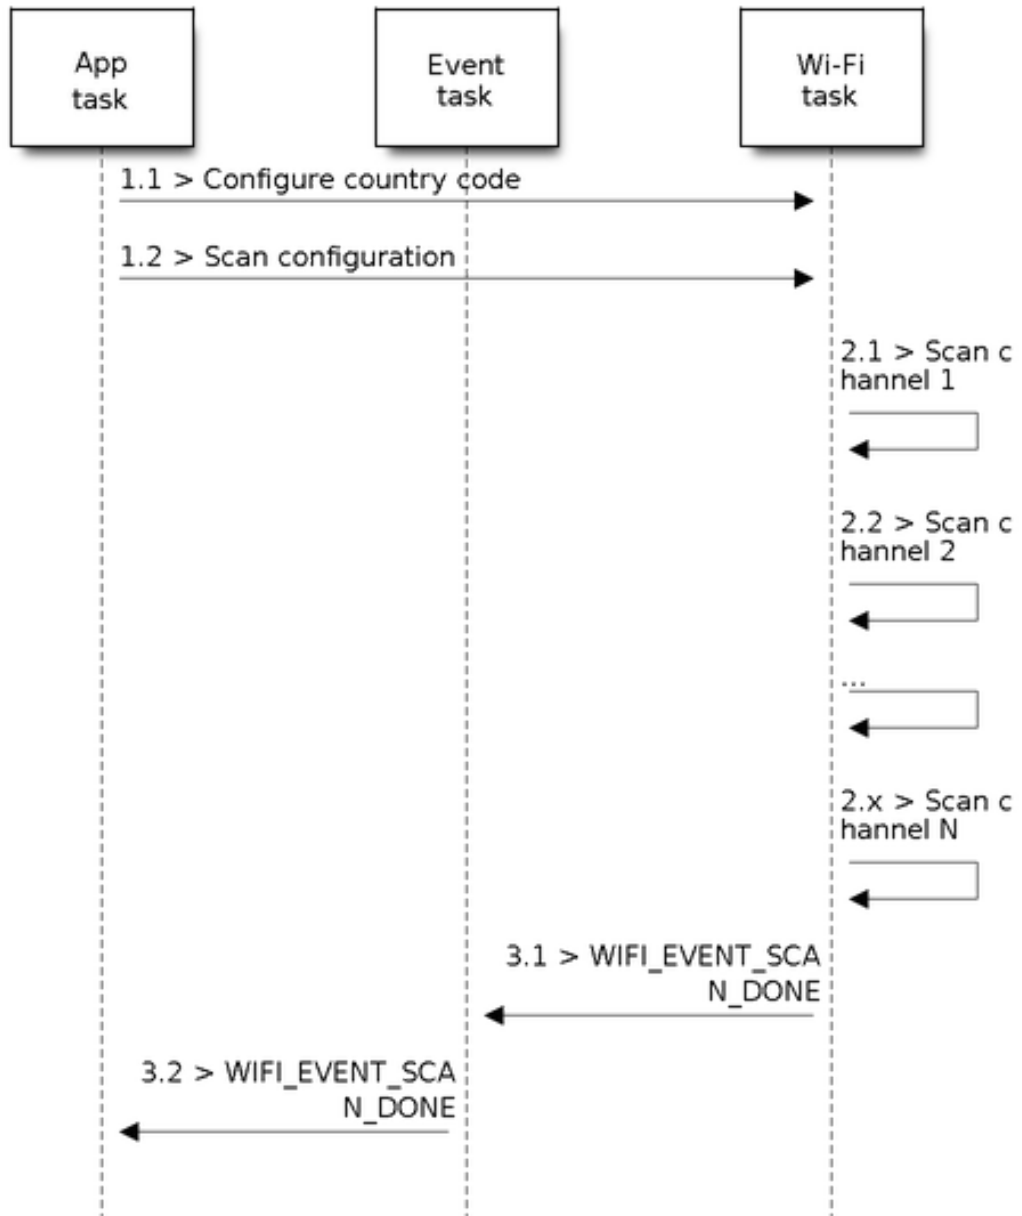 App
task
Event
task
Wi-Fi
task
1.1 > Configure country code
1.2 > Scan configuration
2.1 > Scan c
hannel 1
2.2 > Scan c
hannel 2
...
2.x > Scan c
hannel N
3.1 > WIFI_EVENT_SCA
N_DONE
3.2 > WIFI_EVENT_SCA
N_DONE